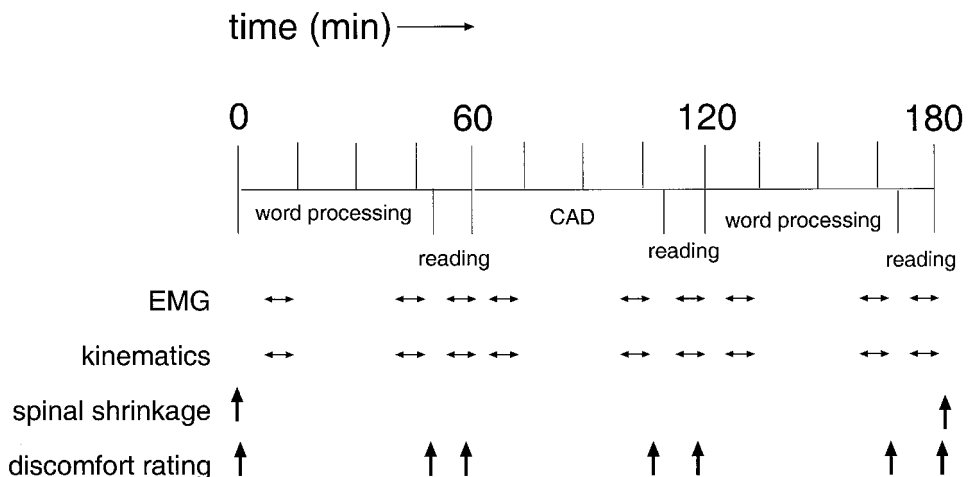 time (min)
0 60 120 180
word processing CAD word processing
reading reading reading
EMG
kinematics
spinal shrinkage
discomfort rating